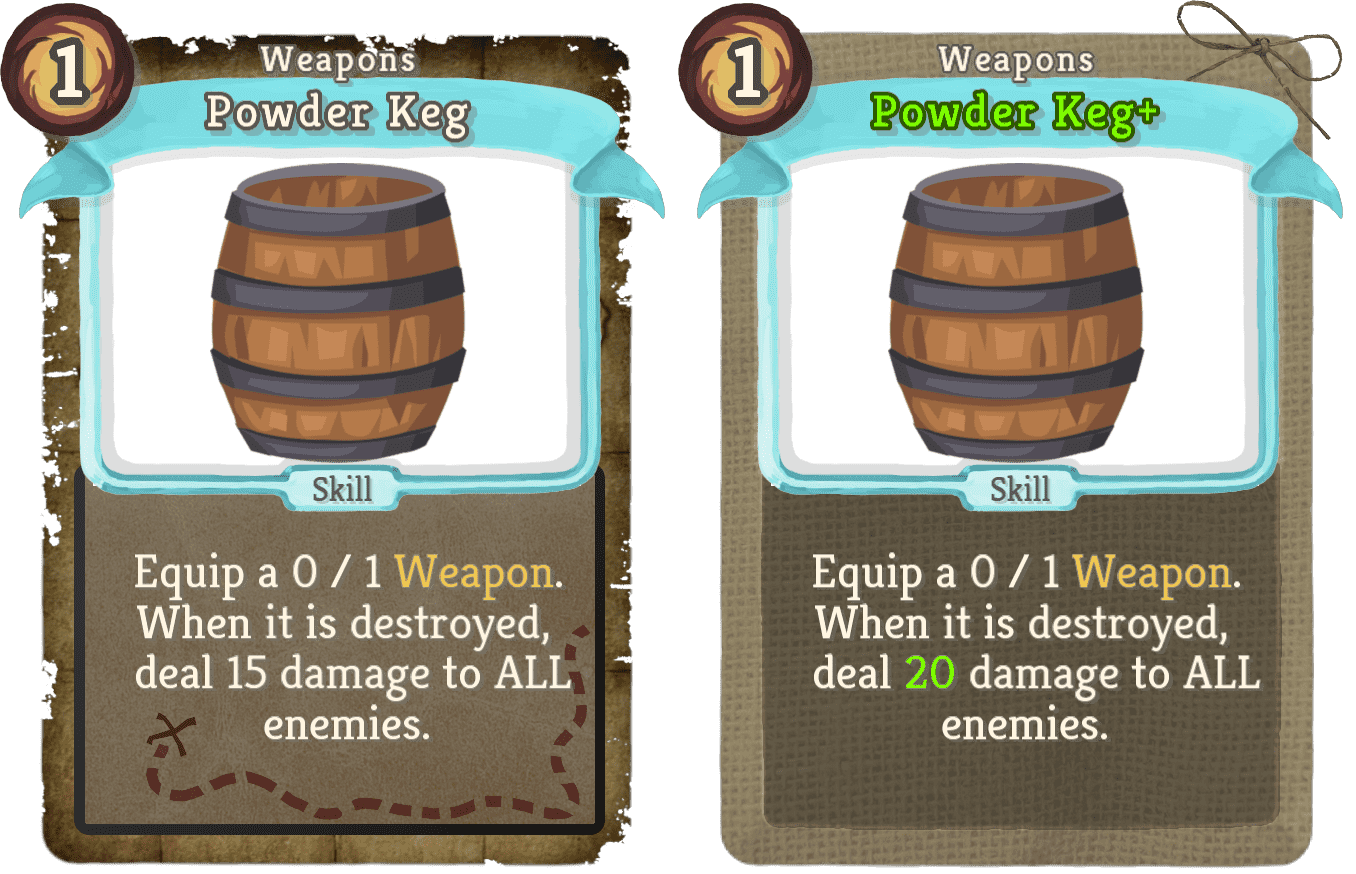 1
Weapons
Powder Keg
Skill
Equip a 0 / 1 Weapon.
When it is destroyed,
deal 15 damage to ALL
enemies.
1
Weapons
Powder Keg+
Skill
Equip a 0 / 1 Weapon.
When it is destroyed,
deal 20 damage to ALL
enemies.